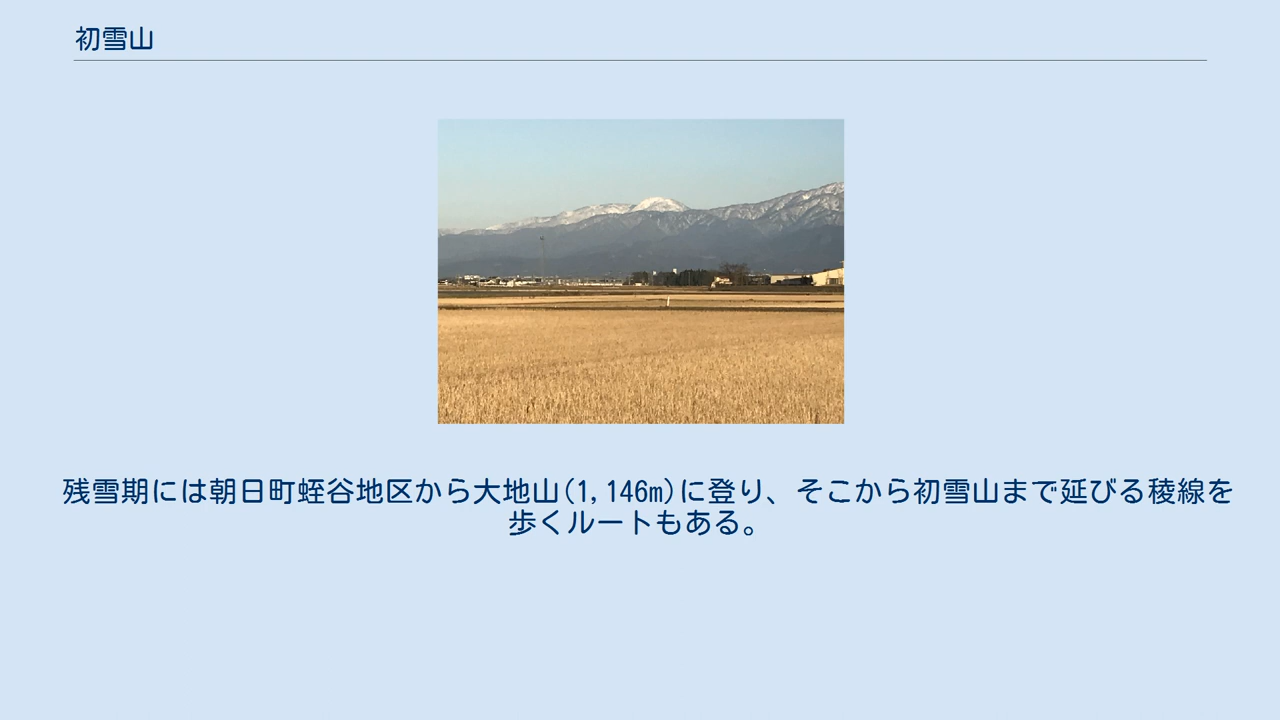 初雪山
残雪期には朝日町蛭谷地区から大地山(1,146m)に登り、そこから初雪山まで延びる稜線を
歩くルートもある。